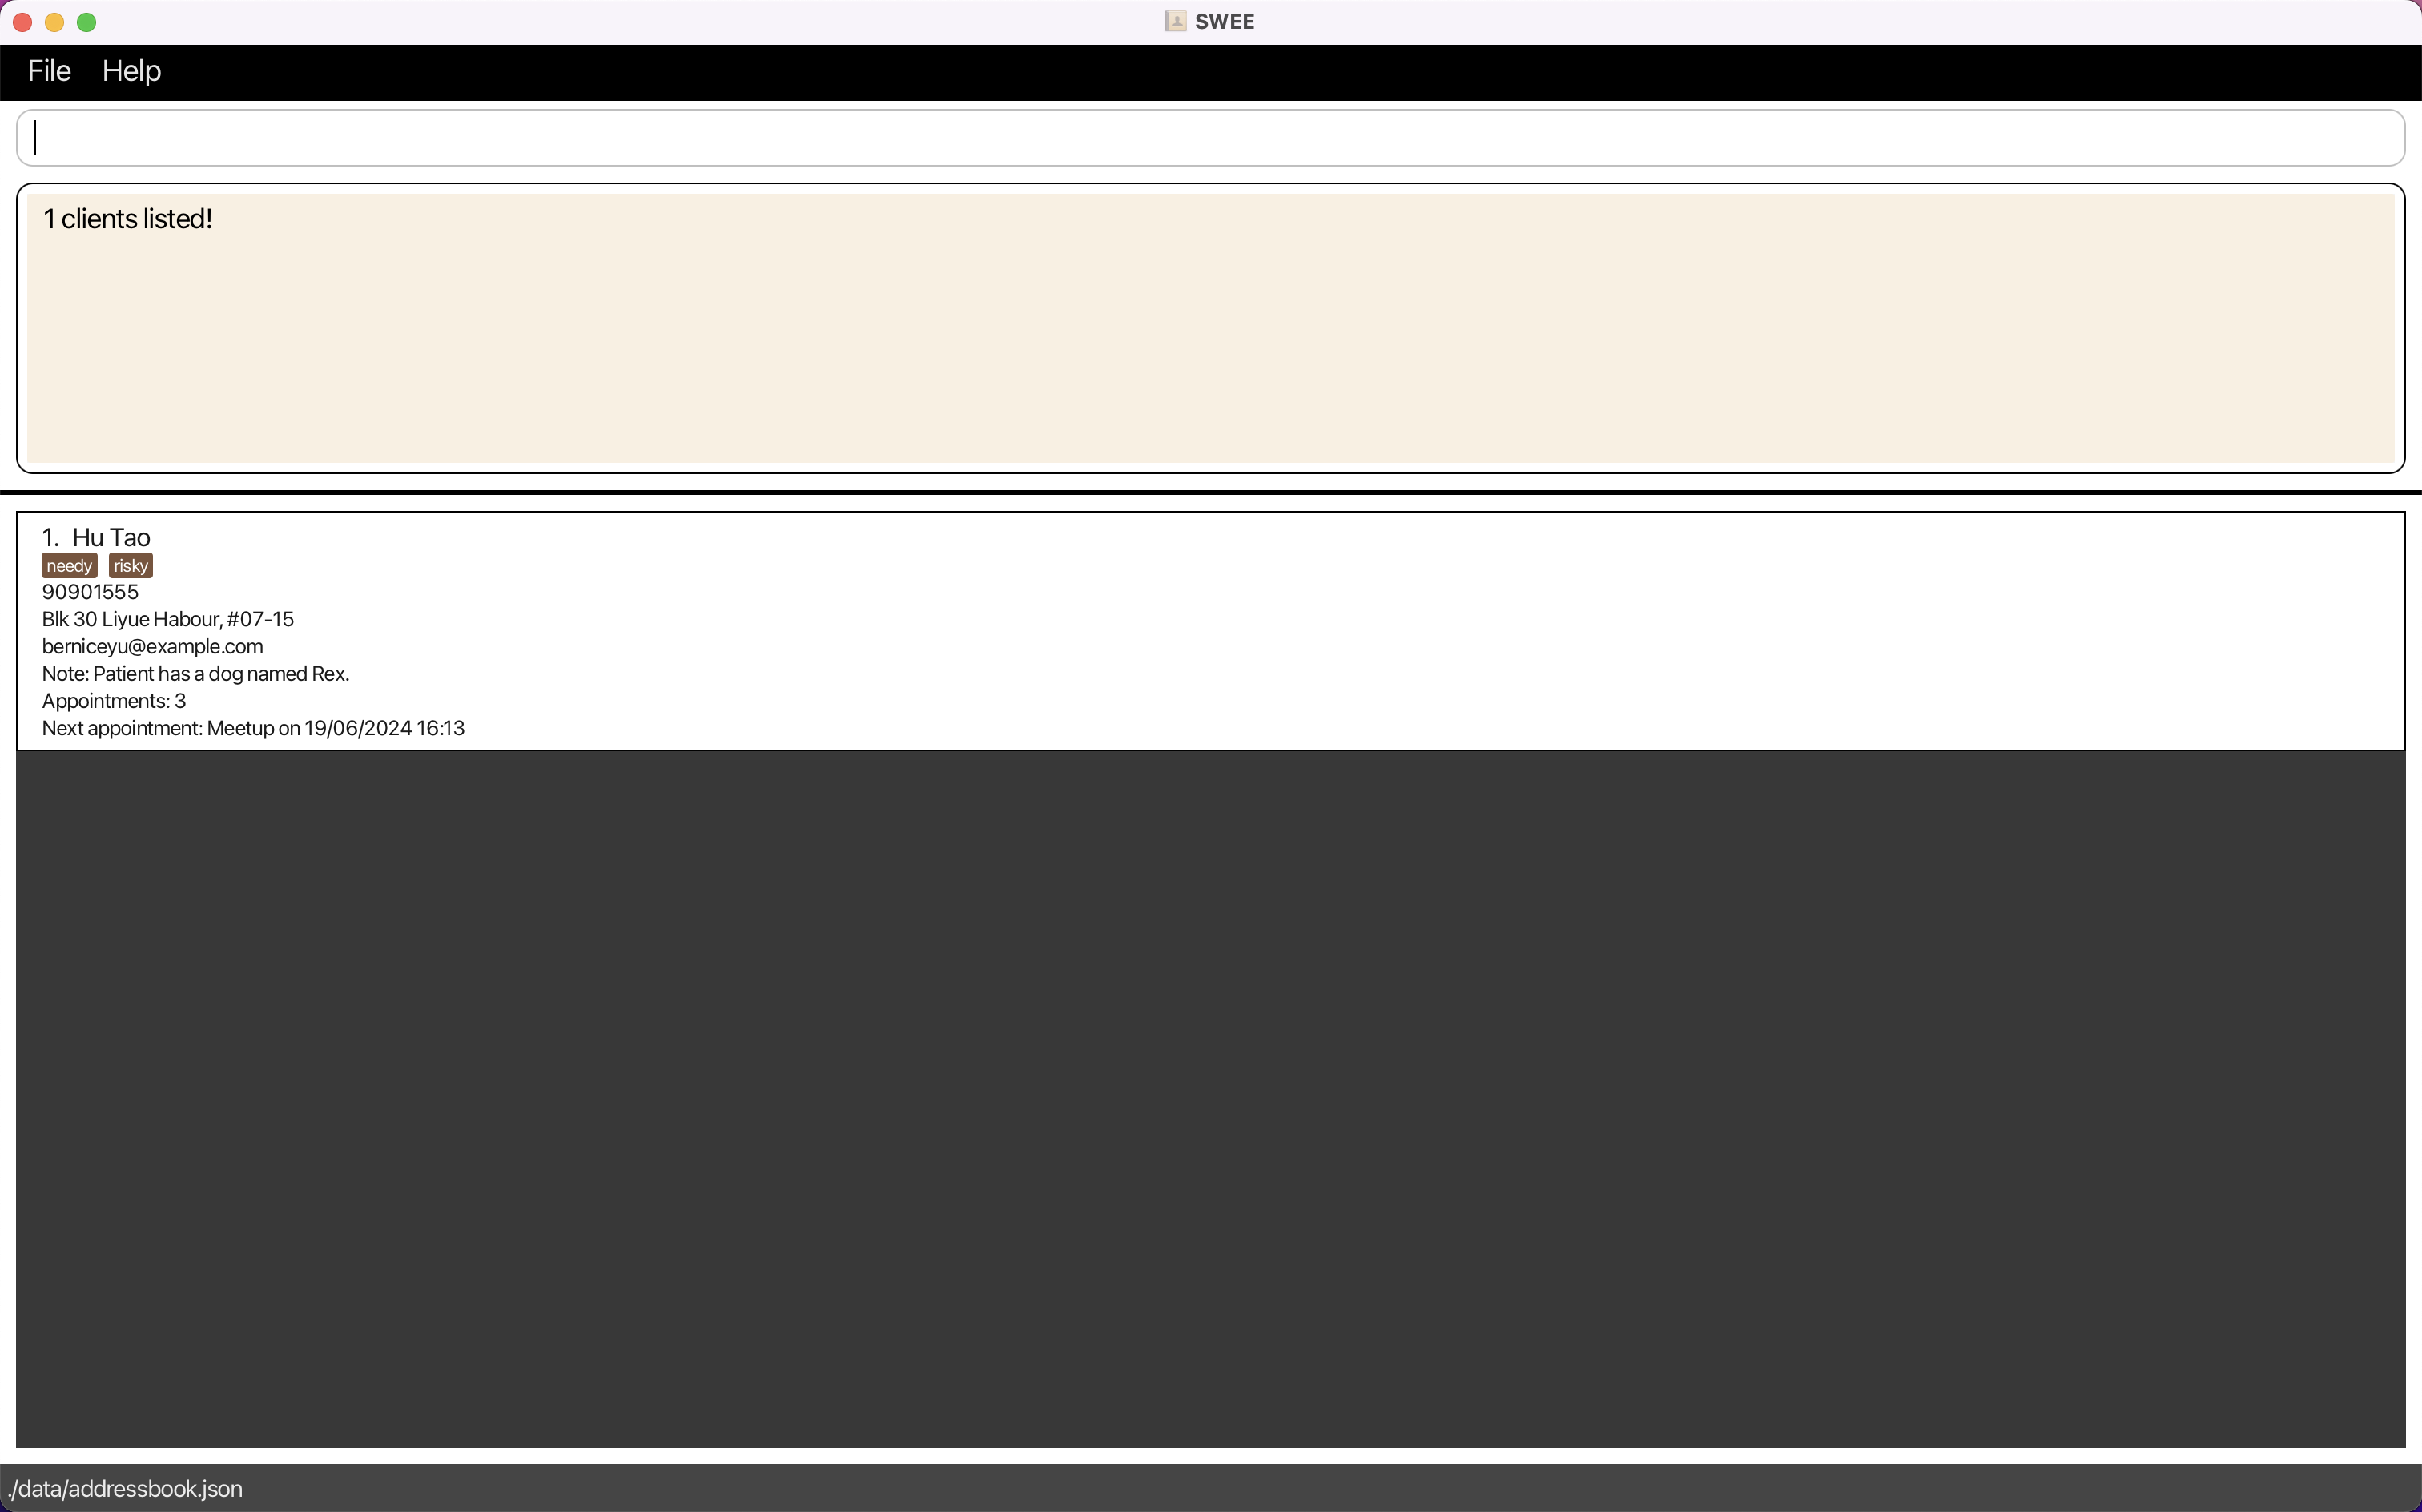 SWEE
File Help
1 clients listed!
1. Hu Tao
needy risky
90901555
Blk 30 Liyue Habour, #07-15
berniceyu@example.com
Note: Patient has a dog named Rex.
Appointments: 3
Next appointment: Meetup on 19/06/2024 16:13
./data/addressbook.json